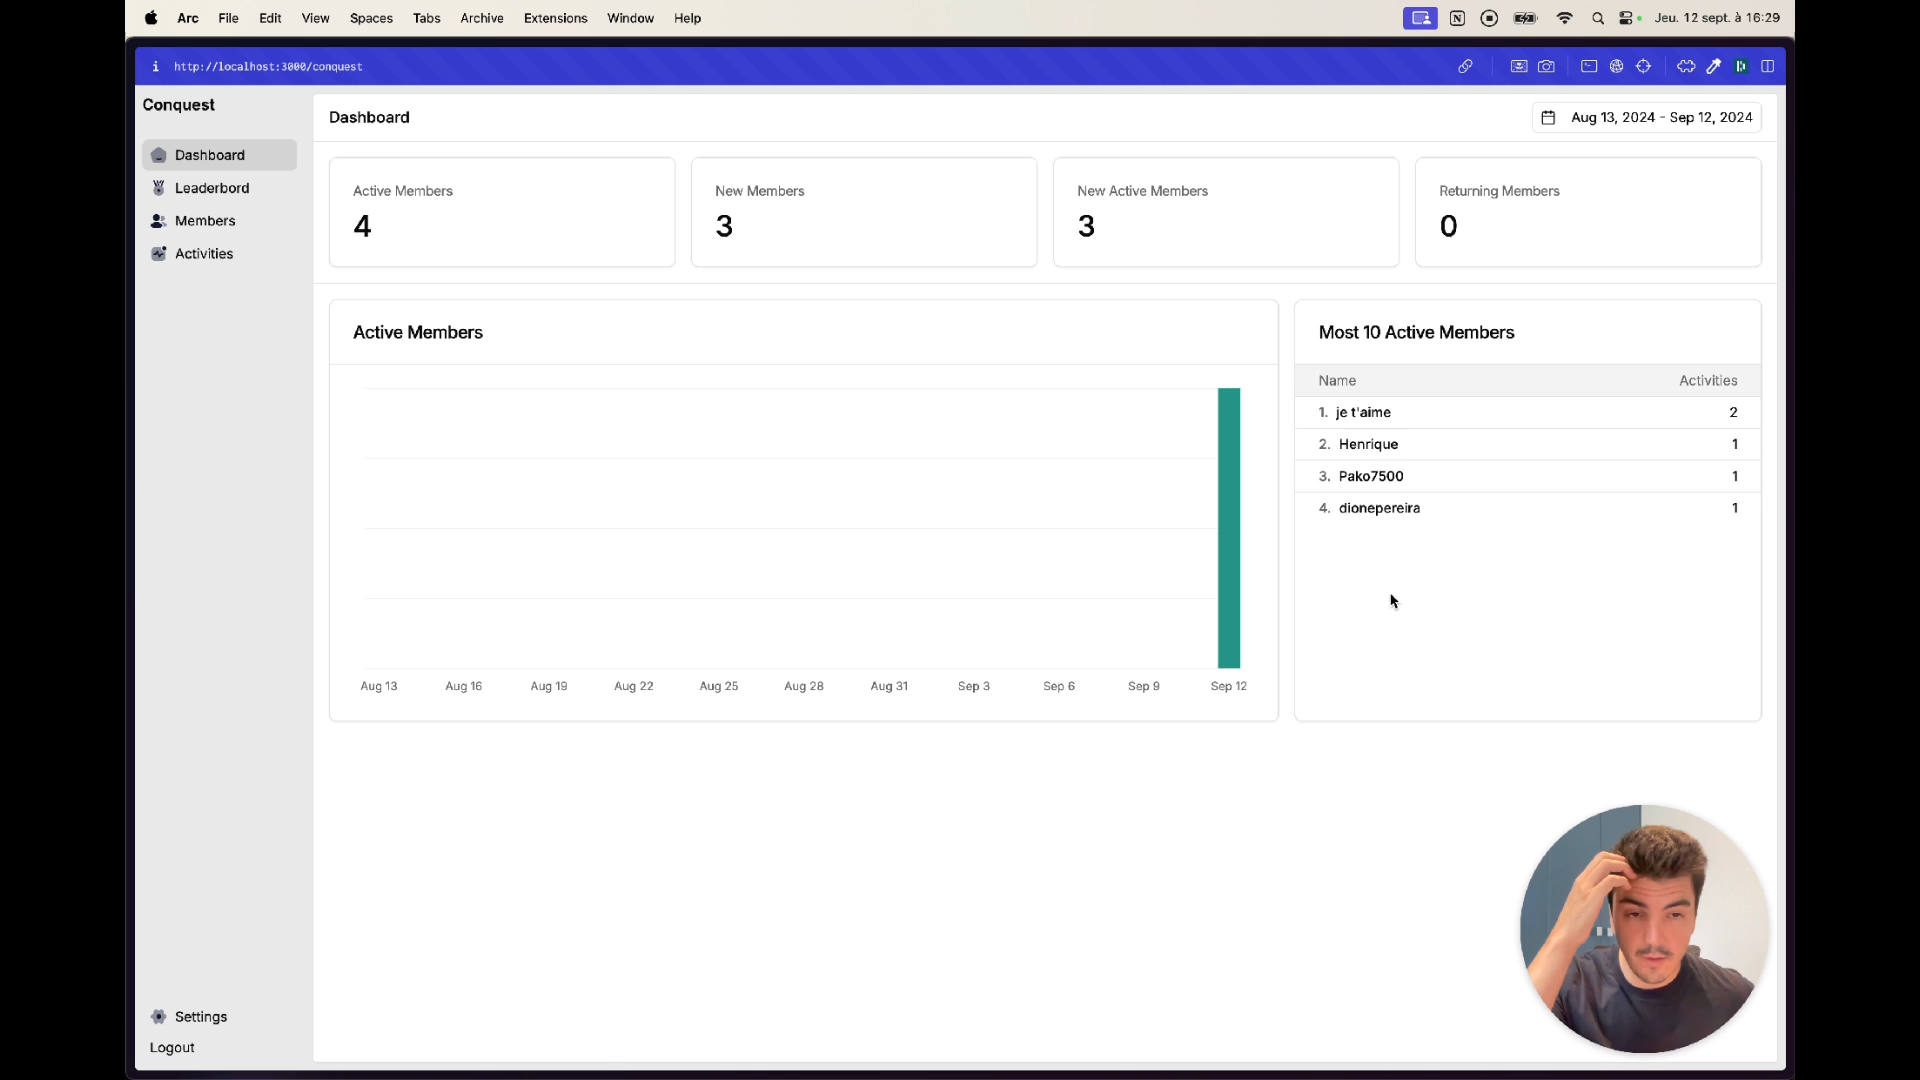 Arc File Edit View Spaces Tabs Archive Extensions Window Help
Jeu. 12 sept. à 16:29
http://localhost:3000/conquest
Conquest
Dashboard
Leaderbord
Members
Activities
Settings
Logout
Dashboard
Aug 13, 2024 - Sep 12, 2024
Active Members
4
New Members
3
New Active Members
3
Returning Members
0
Active Members
Aug 13 Aug 16 Aug 19 Aug 22 Aug 25 Aug 28 Aug 31 Sep 3 Sep 6 Sep 9 Sep 12
Most 10 Active Members
Name Activities
1. je t'aime 2
2. Henrique 1
3. Pako7500 1
4. dionepereira 1